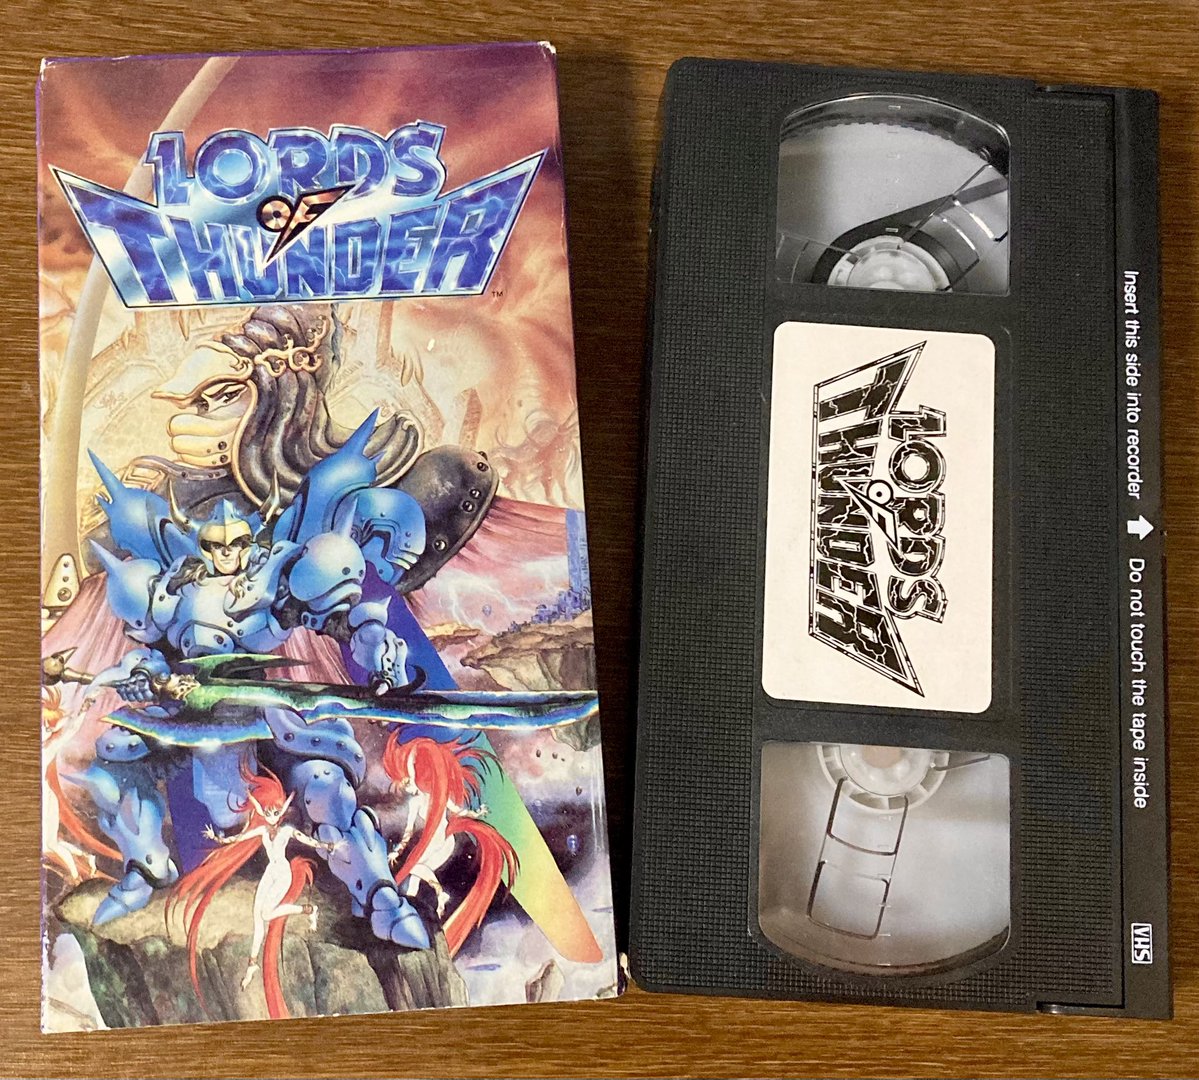 LORDS
OF
THUNDER
TM
LORDS
OF
THUNDER
Insert this side into recorder
Do not touch the tape inside
VHS